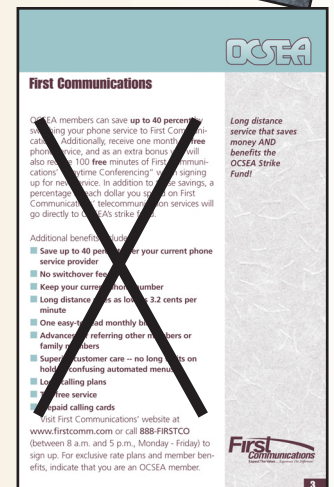 OCSEA
First Communications
OCSEA members can save up to 40 percent by
switching your phone service to First Communi-
cations. Additionally, receive one month free
phone service, and as an extra bonus you will
also receive 100 free minutes of First Communi-
cations' "Anytime Conferencing" when signing
up for new service. In addition to these savings, a
percentage of each dollar you spend on First
Communications' telecommunication services will
go directly to OCSEA's strike fund.
Additional benefits include:
Save up to 40 percent over your current phone
service provider
No switchover fee
Keep your current phone number
Long distance rates as low as 3.2 cents per
minute
One easy-to-read monthly bill
Advances for referring other members or
family members
Superior customer care -- no long waits on
hold or confusing automated menus
Local calling plans
Toll free service
Prepaid calling cards
Visit First Communications' website at
www.firstcomm.com or call 888-FIRSTCO
(between 8 a.m. and 5 p.m., Monday - Friday) to
sign up. For exclusive rate plans and member ben-
efits, indicate that you are an OCSEA member.
Long distance
service that saves
money AND
benefits the
OCSEA Strike
Fund!
First
Communications
3